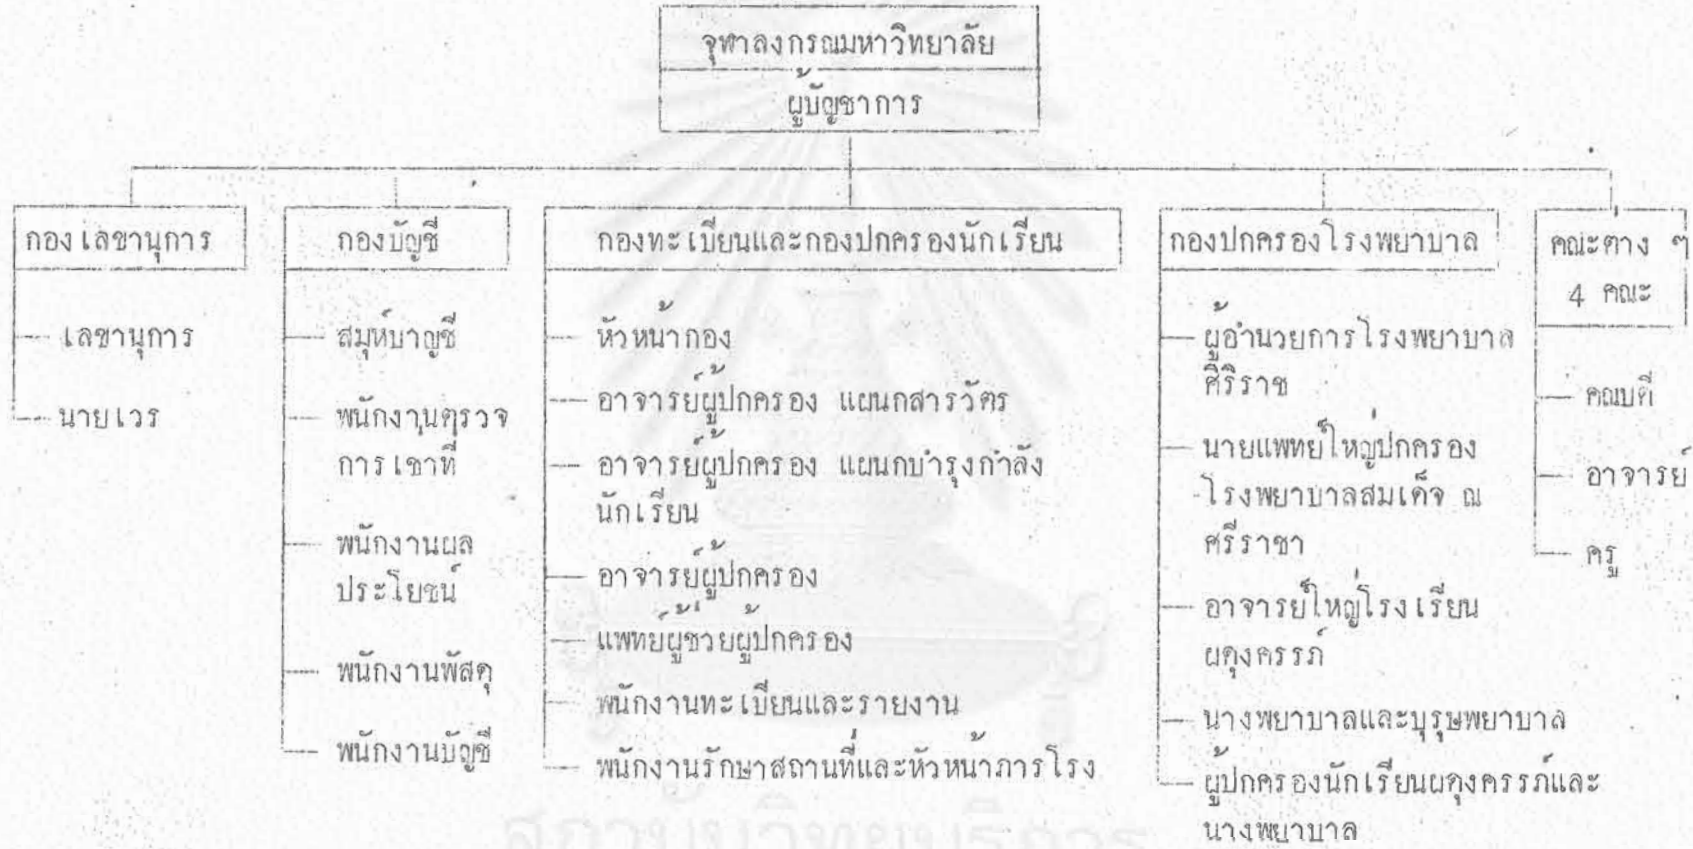 จุฬาลงกรณมหาวิทยาลัย
ผู้บัญชาการ
กองเลขานุการ
เลขานุการ
นายเวร
กองบัญชี
สมุห์บาญชี
พนักงานตรวจ
การเขาที่
พนักงานผล
ประโยชน์
พนักงานพัสดุ
พนักงานบัญชี
กองทะเบียนและกองปกครองนักเรียน
หัวหน้ากอง
อาจารย์ผู้ปกครอง แผนกสารวัตร
อาจารย์ผู้ปกครอง แผนกบำรุงกำลัง
นักเรียน
อาจารย์ผู้ปกครอง
แพทย์ผู้ช่วยผู้ปกครอง
พนักงานทะเบียนและรายงาน
พนักงานรักษาสถานที่และหัวหน้าภารโรง
กองปกครองโรงพยาบาล
ผู้อำนวยการโรงพยาบาล
ศิริราช
นายแพทย์ใหญ่ปกครอง
โรงพยาบาลสมเด็จ ณ
ศรีราชา
อาจารย์ใหญ่โรงเรียน
ผดุงครรภ์
นางพยาบาลและบุรุษพยาบาล
ผู้ปกครองนักเรียนผดุงครรภ์และ
นางพยาบาล
คณะต่าง ๆ
4 คณะ
คณบดี
อาจารย์
ครู
สถาบันวิทยบริการ